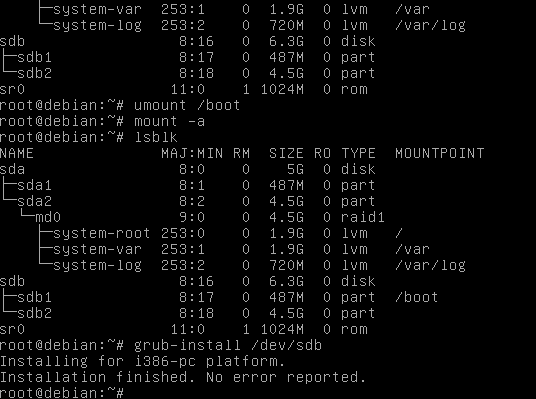 ├─system-var  253:1    0  1.9G  0 lvm   /var
  └─system-log  253:2    0  720M  0 lvm   /var/log
sdb               8:16   0  6.3G  0 disk
├─sdb1            8:17   0  487M  0 part
└─sdb2            8:18   0  4.5G  0 part
sr0              11:0    1 1024M  0 rom
root@debian:~# umount /boot
root@debian:~# mount -a
root@debian:~# lsblk
NAME            MAJ:MIN RM  SIZE RO TYPE  MOUNTPOINT
sda               8:0    0    5G  0 disk
├─sda1            8:1    0  487M  0 part
└─sda2            8:2    0  4.5G  0 part
  └─md0           9:0    0  4.5G  0 raid1
    ├─system-root 253:0    0  1.9G  0 lvm   /
    ├─system-var  253:1    0  1.9G  0 lvm   /var
    └─system-log  253:2    0  720M  0 lvm   /var/log
sdb               8:16   0  6.3G  0 disk
├─sdb1            8:17   0  487M  0 part  /boot
└─sdb2            8:18   0  4.5G  0 part
sr0              11:0    1 1024M  0 rom
root@debian:~# grub-install /dev/sdb
Installing for i386-pc platform.
Installation finished. No error reported.
root@debian:~#